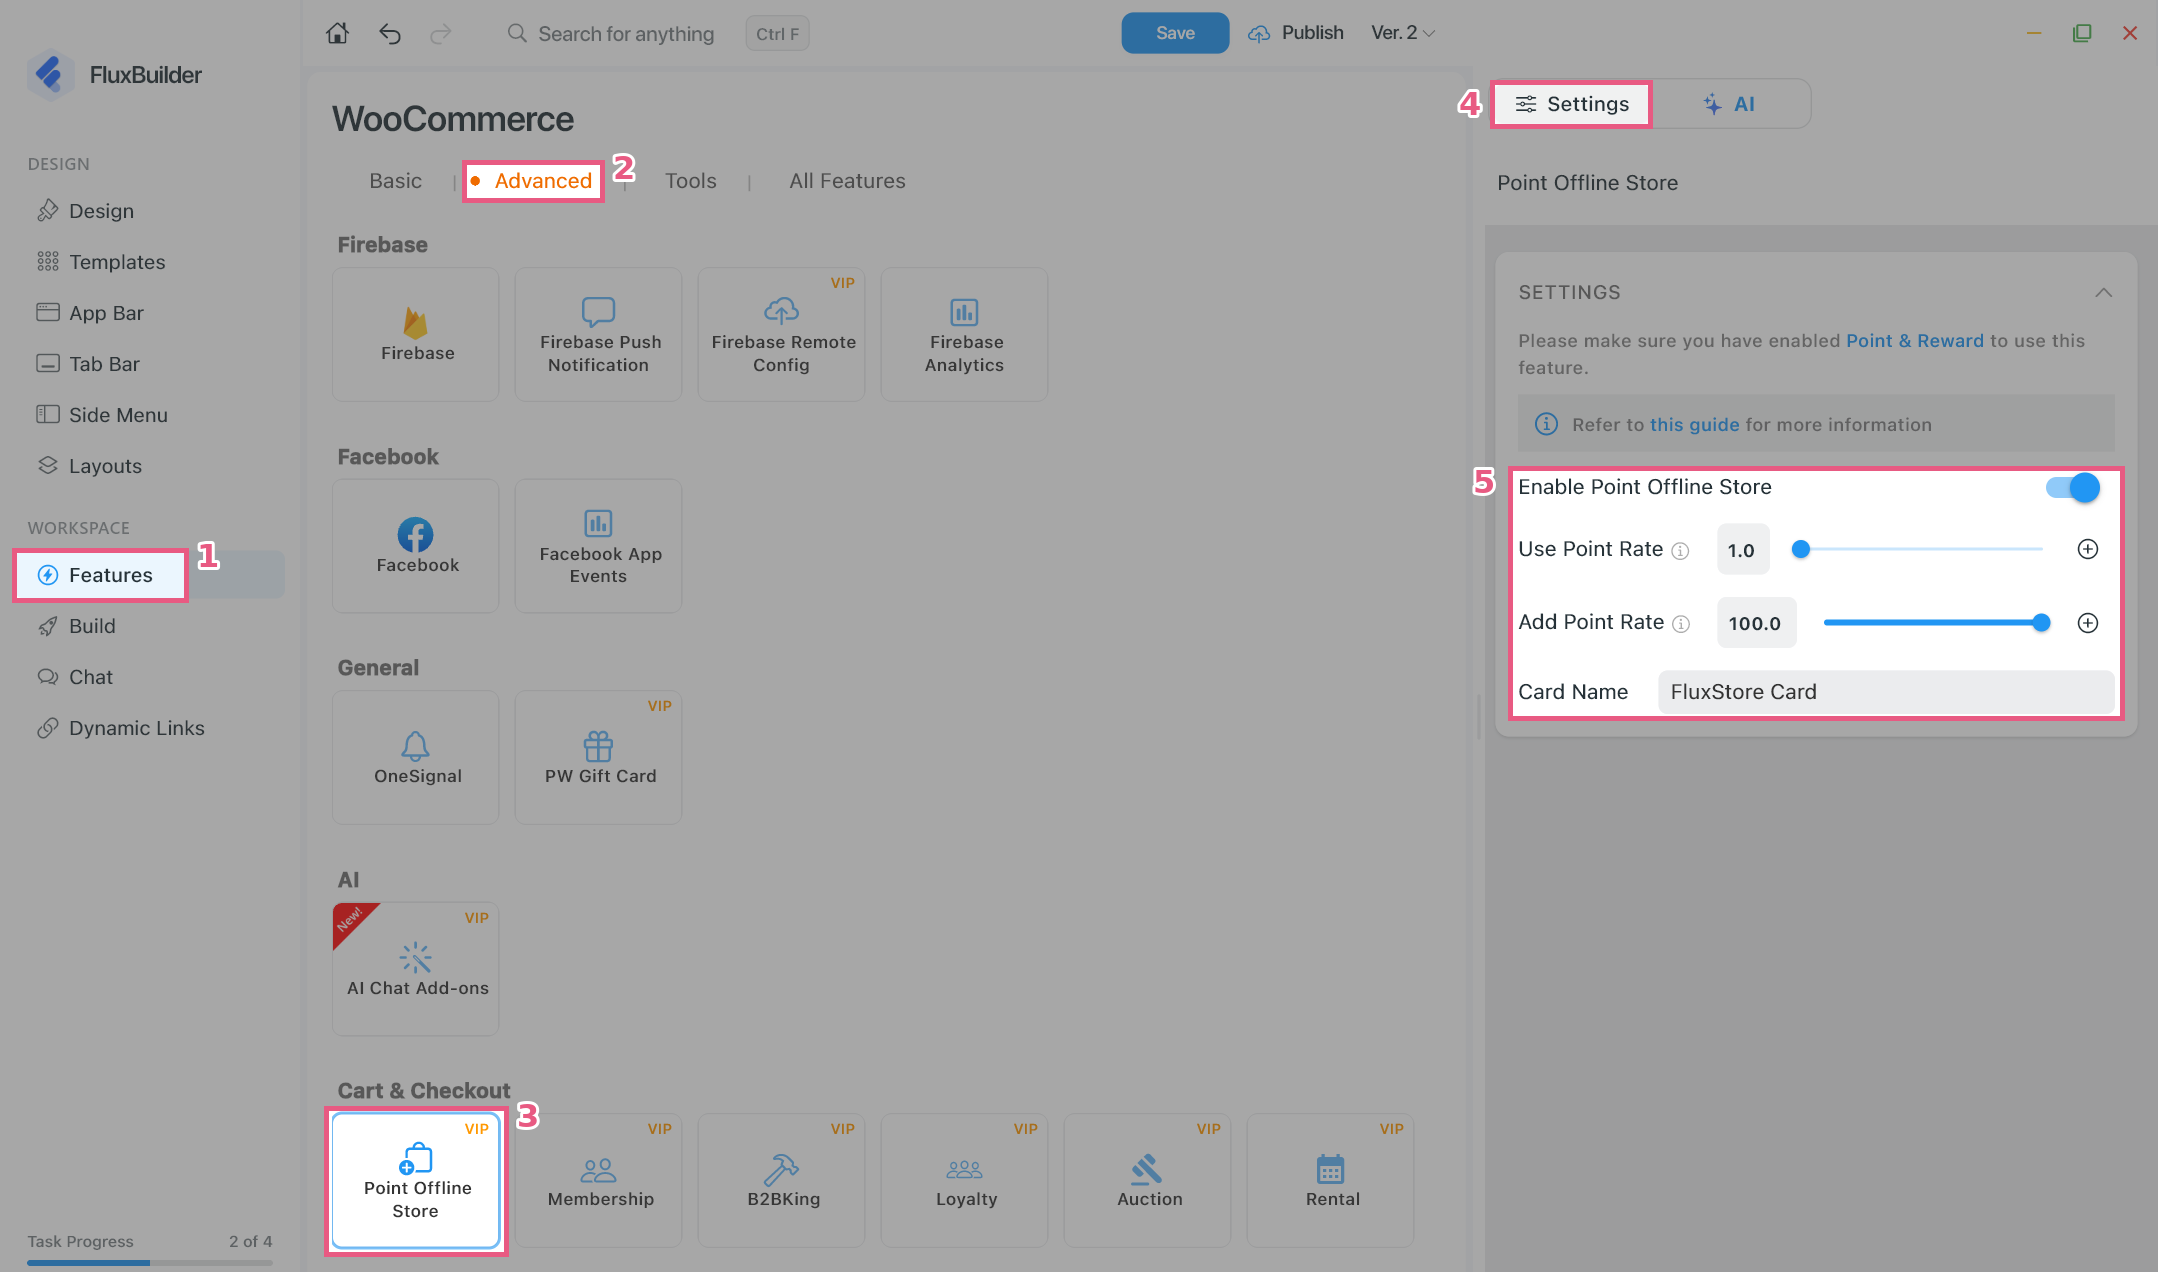 FluxBuilder
DESIGN
Design
Templates
App Bar
Tab Bar
Side Menu
Layouts
WORKSPACE
Features
1
Build
Chat
Dynamic Links
Task Progress 2 of 4
Search for anything Ctrl F
Save Publish Ver. 2
WooCommerce
Basic | Advanced 2 | Tools | All Features
Firebase
Firebase
Firebase Push
Notification
VIP
Firebase Remote
Config
Firebase
Analytics
Facebook
Facebook
Facebook App
Events
General
OneSignal
VIP
PW Gift Card
AI
New!
VIP
AI Chat Add-ons
Cart & Checkout
3
VIP
Point Offline
Store
VIP
Membership
VIP
B2BKing
VIP
Loyalty
VIP
Auction
VIP
Rental
4 Settings AI
Point Offline Store
SETTINGS
Please make sure you have enabled Point & Reward to use this
feature.
Refer to this guide for more information
5
Enable Point Offline Store
Use Point Rate 1.0
Add Point Rate 100.0
Card Name FluxStore Card